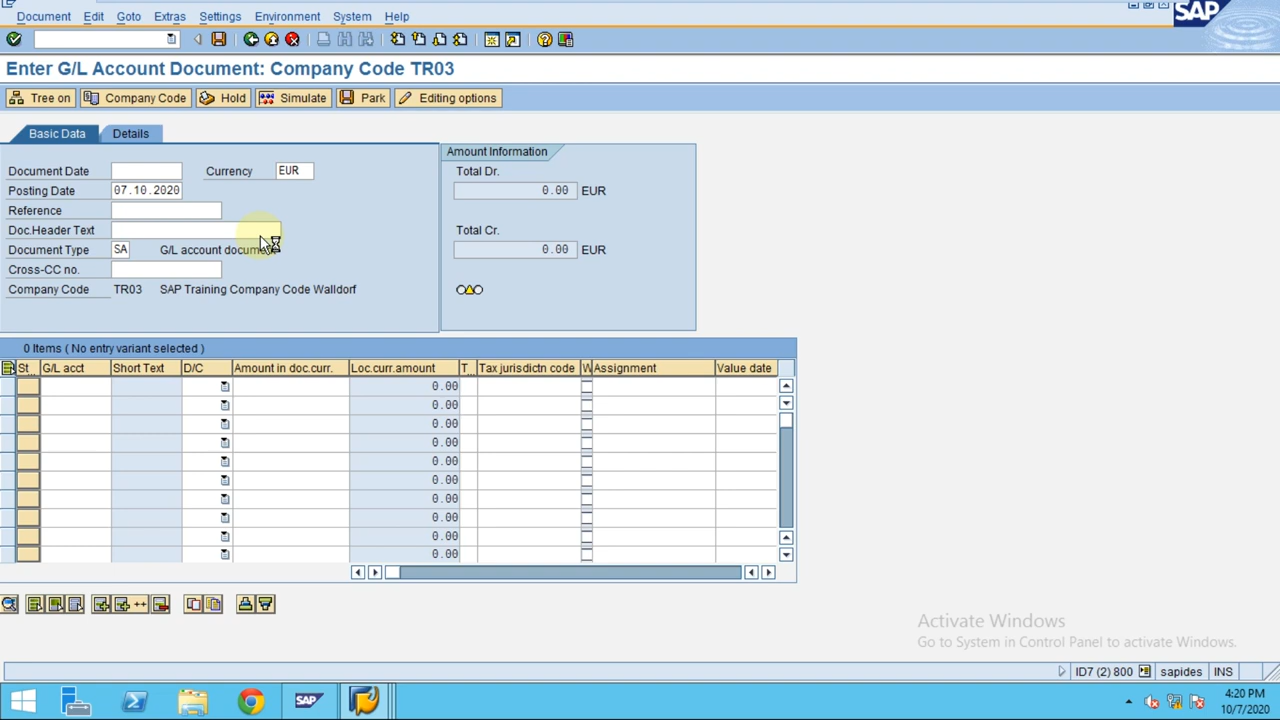 Document Edit Goto Extras Settings Environment System Help
SAP
Enter G/L Account Document: Company Code TR03
Tree on Company Code Hold Simulate Park Editing options
Basic Data Details
Amount Information
Document Date Currency EUR
Total Dr.
Posting Date 07.10.2020
0.00 EUR
Reference
Doc.Header Text
Total Cr.
Document Type SA G/L account document
0.00 EUR
Cross-CC no.
Company Code TR03 SAP Training Company Code Walldorf
0 Items ( No entry variant selected )
St... G/L acct Short Text D/C Amount in doc.curr. Loc.curr.amount T... Tax jurisdictn code W Assignment Value date
0.00
0.00
0.00
0.00
0.00
0.00
0.00
0.00
0.00
0.00
Activate Windows
Go to System in Control Panel to activate Windows.
ID7 (2) 800 sapides INS
SAP
4:20 PM
10/7/2020